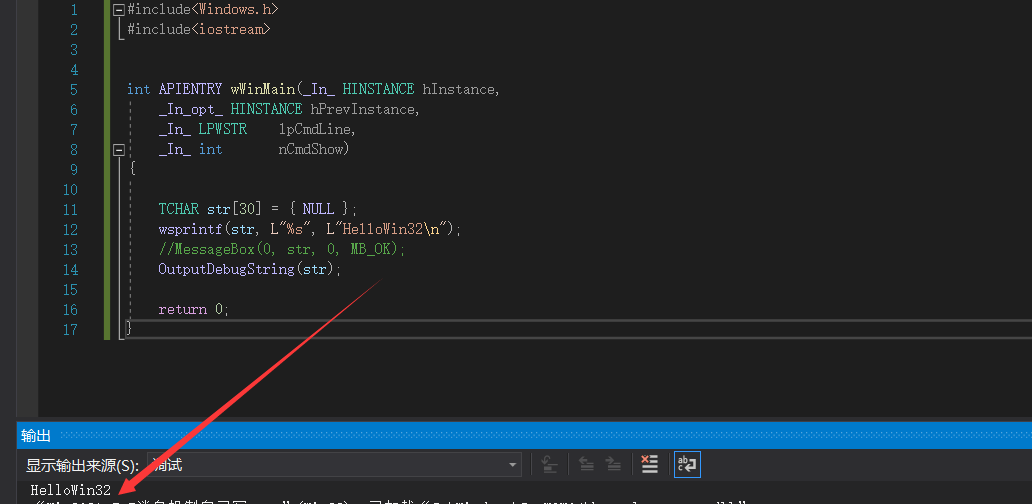 1 #include<Windows.h>
2 #include<iostream>
3
4
5 int APIENTRY wWinMain(_In_ HINSTANCE hInstance,
6 _In_opt_ HINSTANCE hPrevInstance,
7 _In_ LPWSTR lpCmdLine,
8 _In_ int nCmdShow)
9 {
10
11 TCHAR str[30] = { NULL };
12 wsprintf(str, L"%s", L"HelloWin32\n");
13 //MessageBox(0, str, 0, MB_OK);
14 OutputDebugString(str);
15
16 return 0;
17 }
输出
显示输出来源(S): 调试
HelloWin32